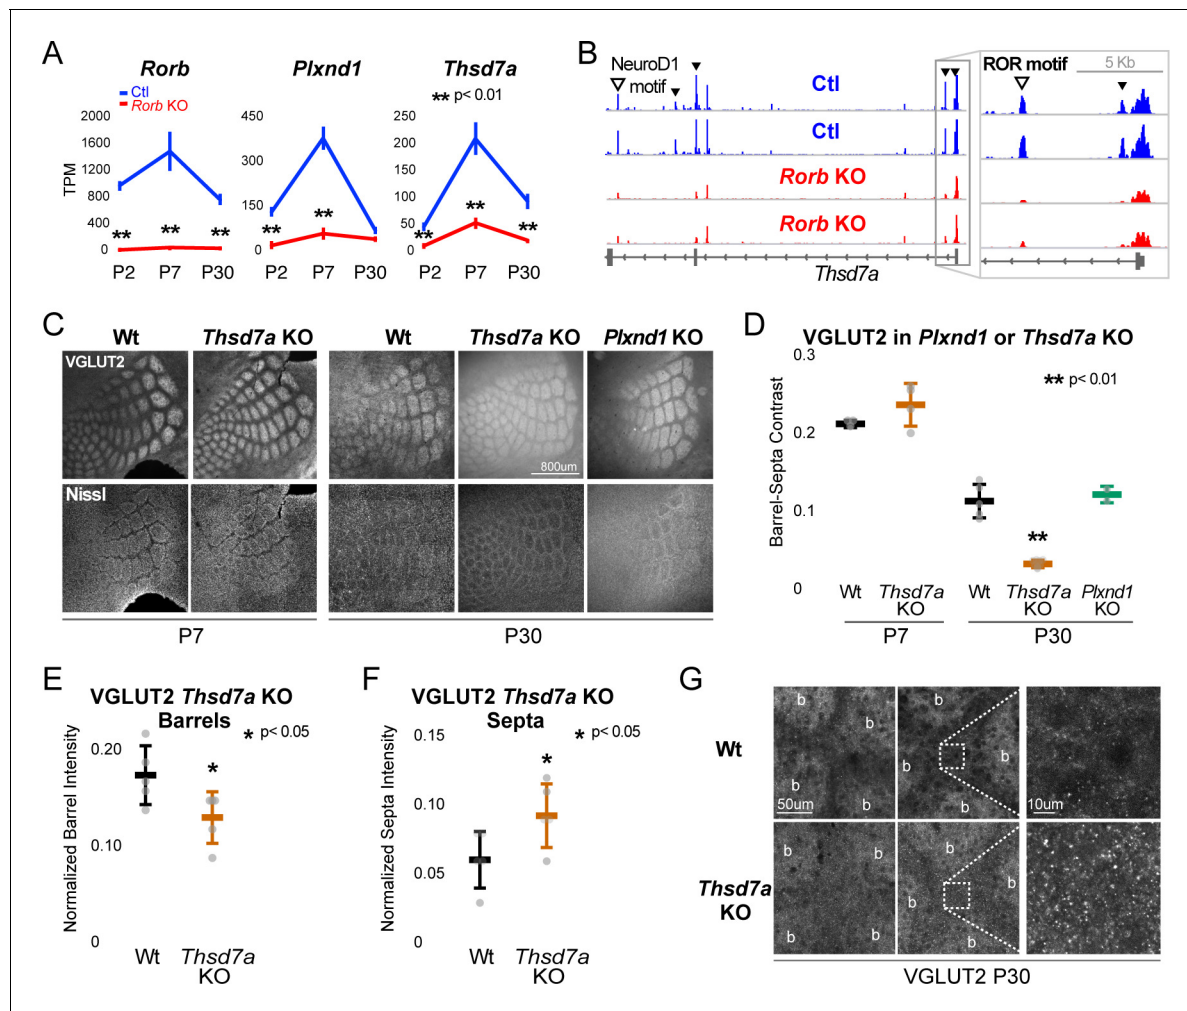 A
Rorb
Plxnd1
Thsd7a
Ctl
Rorb KO
** p< 0.01
TPM
2000
1600
1200
800
400
0
450
300
150
0
250
200
150
100
50
0
** ** **
** **
** ** **
P2 P7 P30
P2 P7 P30
P2 P7 P30
B
NeuroD1
motif
Ctl
Ctl
Rorb KO
Rorb KO
Thsd7a
ROR motif
5 Kb
C
Wt
Thsd7a KO
Wt
Thsd7a KO
Plxnd1 KO
VGLUT2
800um
Nissl
P7
P30
D
VGLUT2 in Plxnd1 or Thsd7a KO
** p< 0.01
Barrel-Septa Contrast
0.3
0.2
0.1
0
**
Wt
Thsd7a
KO
Wt
Thsd7a
KO
Plxnd1
KO
P7
P30
E
VGLUT2 Thsd7a KO
Barrels
* p< 0.05
Normalized Barrel Intensity
0.20
0.10
0
*
Wt
Thsd7a
KO
F
VGLUT2 Thsd7a KO
Septa
* p< 0.05
Normalized Septa Intensity
0.15
0.10
0.05
0
*
Wt
Thsd7a
KO
G
Wt
b b b b
50um
b b b
10um
Thsd7a
KO
b b b b
b b b
VGLUT2 P30